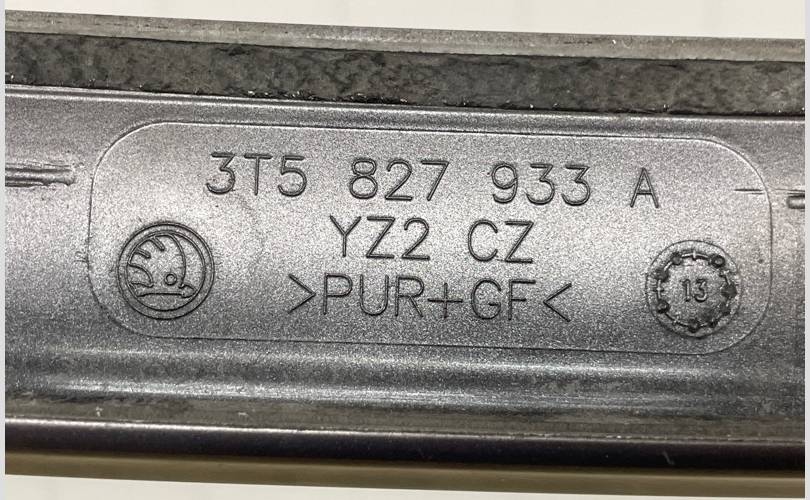 3T5 827 933 A
YZ2 CZ
>PUR+GF<
13